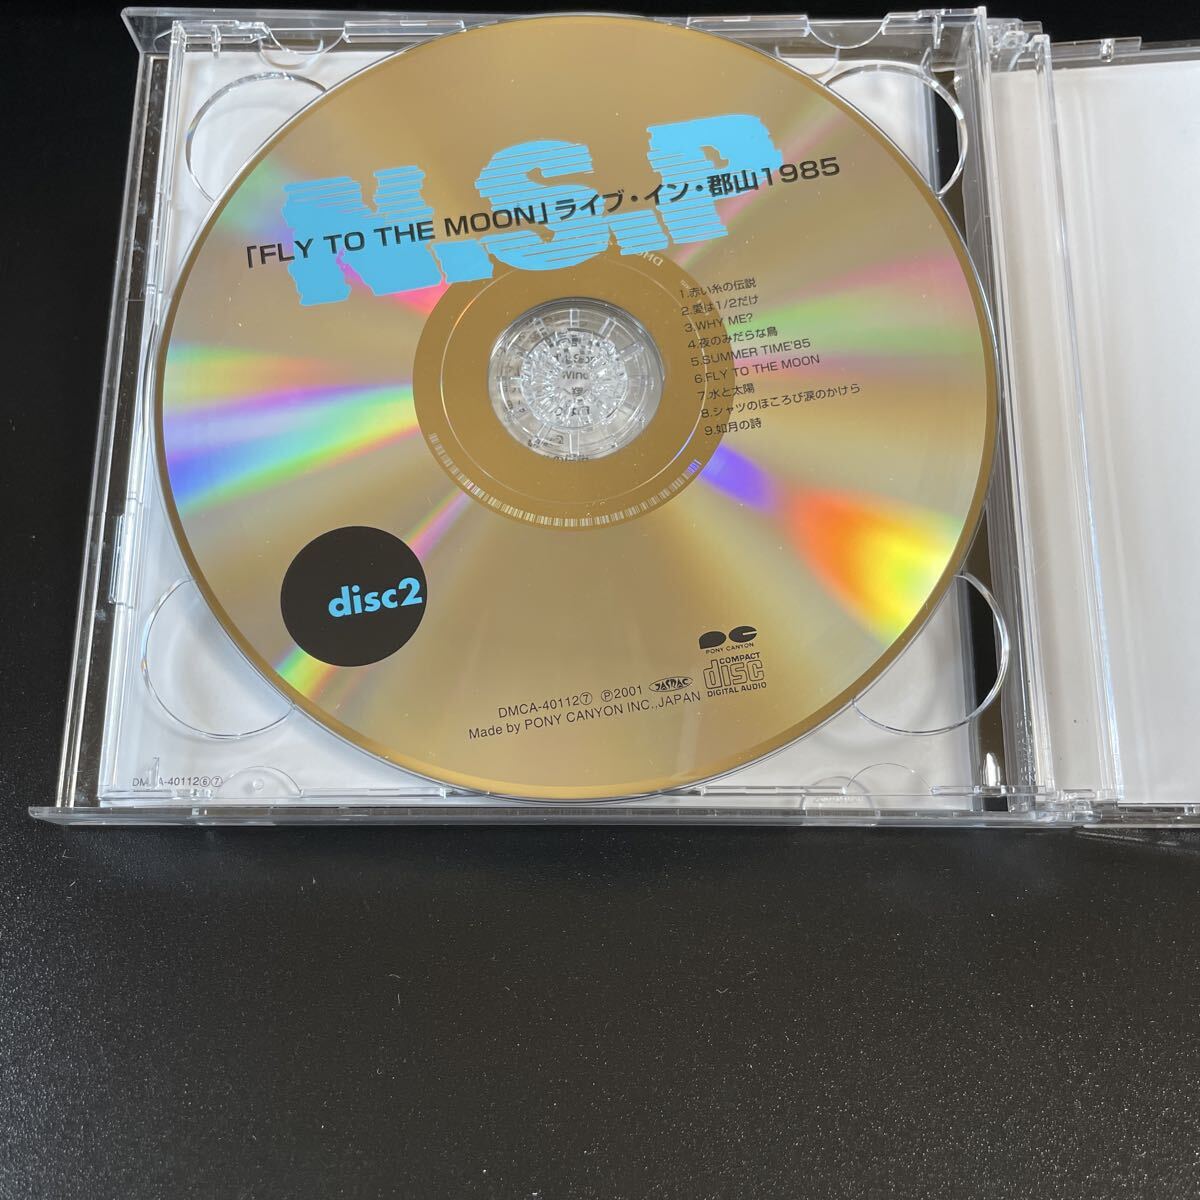 N.S.P
「FLY TO THE MOON」ライブ・イン・郡山1985
1.赤い糸の伝説
2.愛は1/2だけ
3.WHY ME?
4.夜のみだらな鳥
5.SUMMER TIME'85
6.FLY TO THE MOON
7.水と太陽
8.シャツのほころび涙のかけら
9.如月の詩
disc2
PONY CANYON
COMPACT
disc
DIGITAL AUDIO
DMCA-40112⑦ Ⓟ2001 JASRAC
Made by PONY CANYON INC.,JAPAN
DMCA-40112⑥⑦